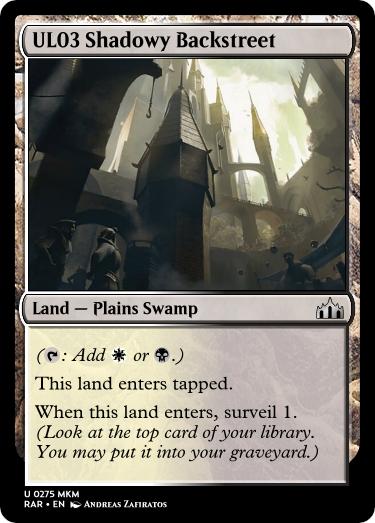 UL03 Shadowy Backstreet
Land — Plains Swamp
(: Add or .)
This land enters tapped.
When this land enters, surveil 1.
(Look at the top card of your library.
You may put it into your graveyard.)
U 0275 MKM
RAR • EN Andreas Zafiratos